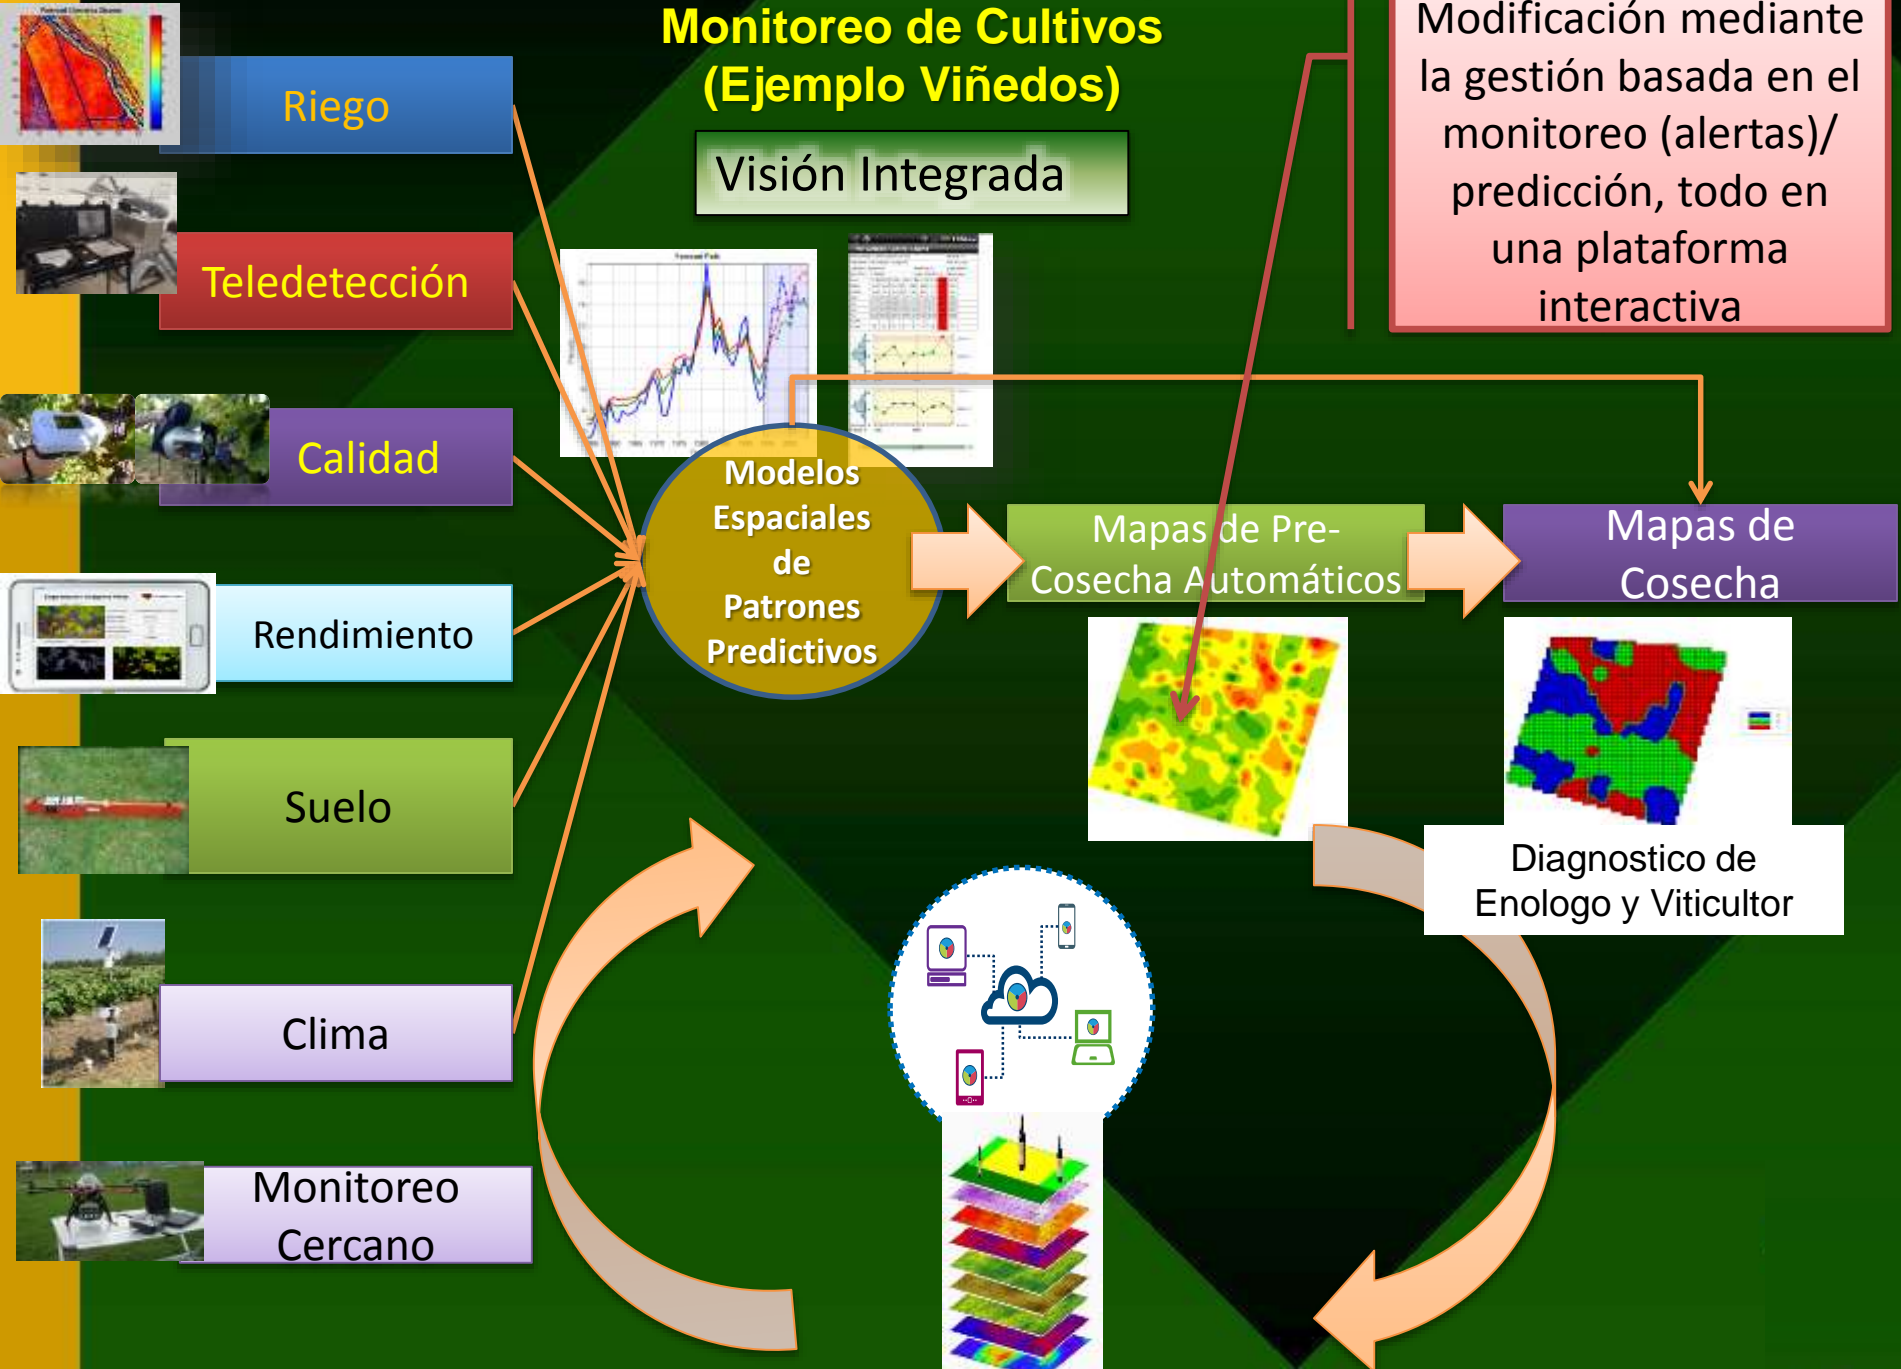 Monitoreo de Cultivos
(Ejemplo Viñedos)
Visión Integrada
Modificación mediante
la gestión basada en el
monitoreo (alertas)/
predicción, todo en
una plataforma
interactiva
Riego
Teledetección
Calidad
Rendimiento
Suelo
Clima
Monitoreo
Cercano
Modelos
Espaciales
de
Patrones
Predictivos
Mapas de Pre-
Cosecha Automáticos
Mapas de
Cosecha
Diagnostico de
Enologo y Viticultor